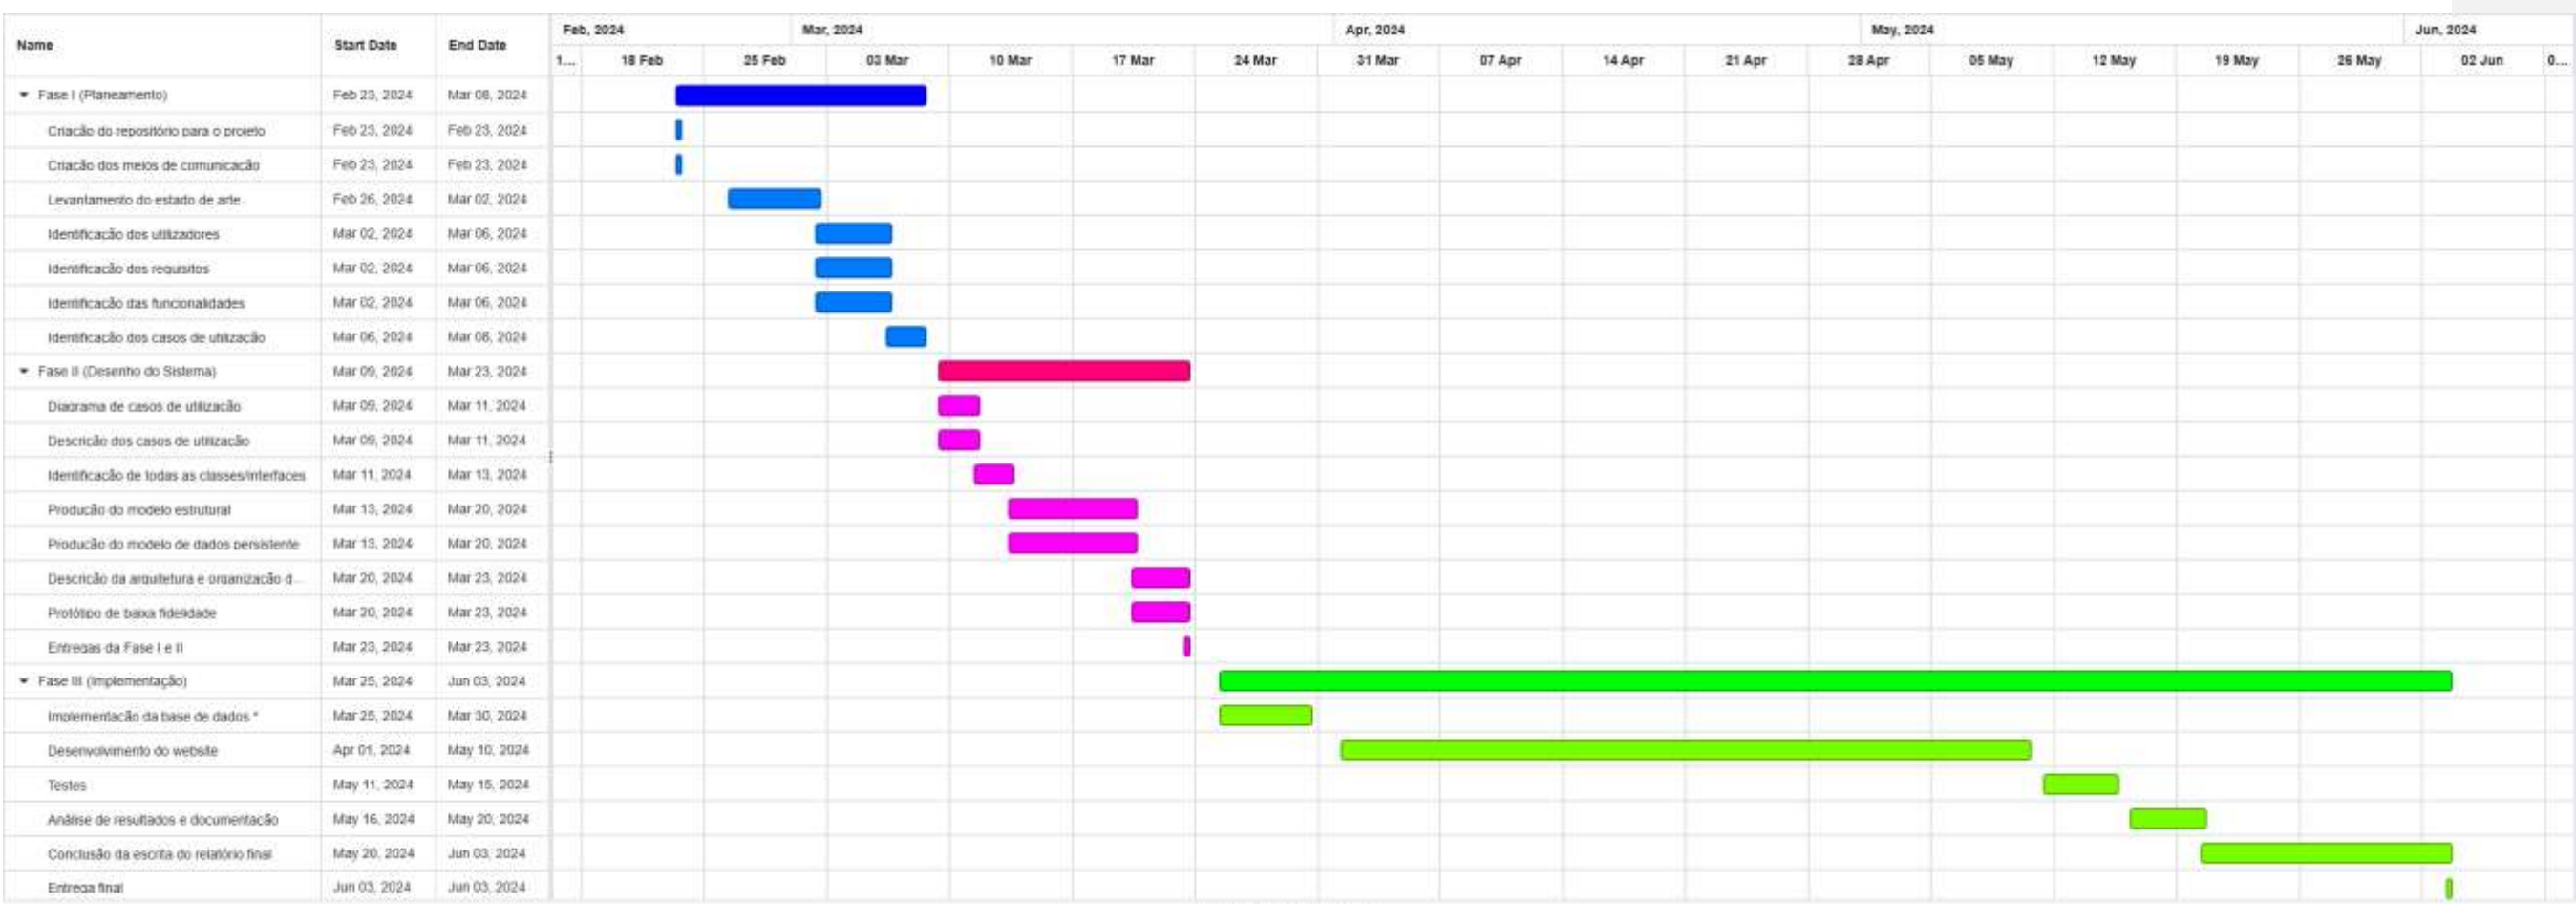 Name Start Date End Date Feb, 2024 Mar, 2024 Apr, 2024 May, 2024 Jun, 2024
1... 18 Feb 25 Feb 03 Mar 10 Mar 17 Mar 24 Mar 31 Mar 07 Apr 14 Apr 21 Apr 28 Apr 05 May 12 May 19 May 26 May 02 Jun 0...
Fase I (Planeamento) Feb 23, 2024 Mar 08, 2024
Criação do repositório para o projeto Feb 23, 2024 Feb 23, 2024
Criação dos meios de comunicação Feb 23, 2024 Feb 23, 2024
Levantamento do estado de arte Feb 26, 2024 Mar 02, 2024
Identificação dos utilizadores Mar 02, 2024 Mar 06, 2024
Identificação dos requisitos Mar 02, 2024 Mar 06, 2024
Identificação das funcionalidades Mar 02, 2024 Mar 06, 2024
Identificação dos casos de utilização Mar 06, 2024 Mar 08, 2024
Fase II (Desenho do Sistema) Mar 09, 2024 Mar 23, 2024
Diagrama de casos de utilização Mar 09, 2024 Mar 11, 2024
Descrição dos casos de utilização Mar 09, 2024 Mar 11, 2024
Identificação de todas as classes/interfaces Mar 11, 2024 Mar 13, 2024
Produção do modelo estrutural Mar 13, 2024 Mar 20, 2024
Produção do modelo de dados persistente Mar 13, 2024 Mar 20, 2024
Descrição da arquitetura e organização d... Mar 20, 2024 Mar 23, 2024
Protótipo de baixa fidelidade Mar 20, 2024 Mar 23, 2024
Entregas da Fase I e II Mar 23, 2024 Mar 23, 2024
Fase III (Implementação) Mar 25, 2024 Jun 03, 2024
Implementação da base de dados * Mar 25, 2024 Mar 30, 2024
Desenvolvimento do website Apr 01, 2024 May 10, 2024
Testes May 11, 2024 May 15, 2024
Análise de resultados e documentação May 16, 2024 May 20, 2024
Conclusão da escrita do relatório final May 20, 2024 Jun 03, 2024
Entrega final Jun 03, 2024 Jun 03, 2024